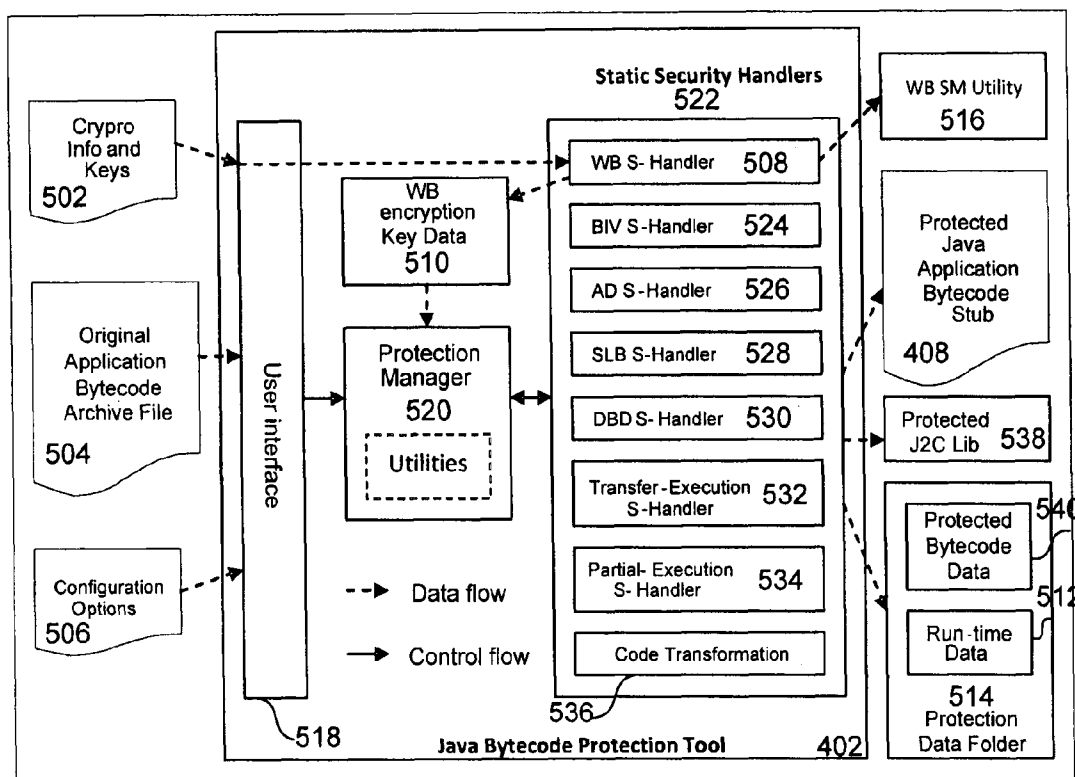 Crypro
Info and
Keys
502
Original
Application
Bytecode
Archive File
504
Configuration
Options
506
User interface
518
WB
encryption
Key Data
510
Protection
Manager
520
Utilities
Data flow
Control flow
Static Security Handlers
522
WB S-Handler 508
BIV S-Handler 524
AD S-Handler 526
SLB S-Handler 528
DBD S-Handler 530
Transfer-Execution
S-Handler
532
Partial-Execution
S-Handler
534
Code Transformation
536
Java Bytecode Protection Tool 402
WB SM Utility
516
Protected
Java
Application
Bytecode
Stub
408
Protected
J2C Lib
538
Protected
Bytecode
Data
540
Run-time
Data
512
514
Protection
Data Folder